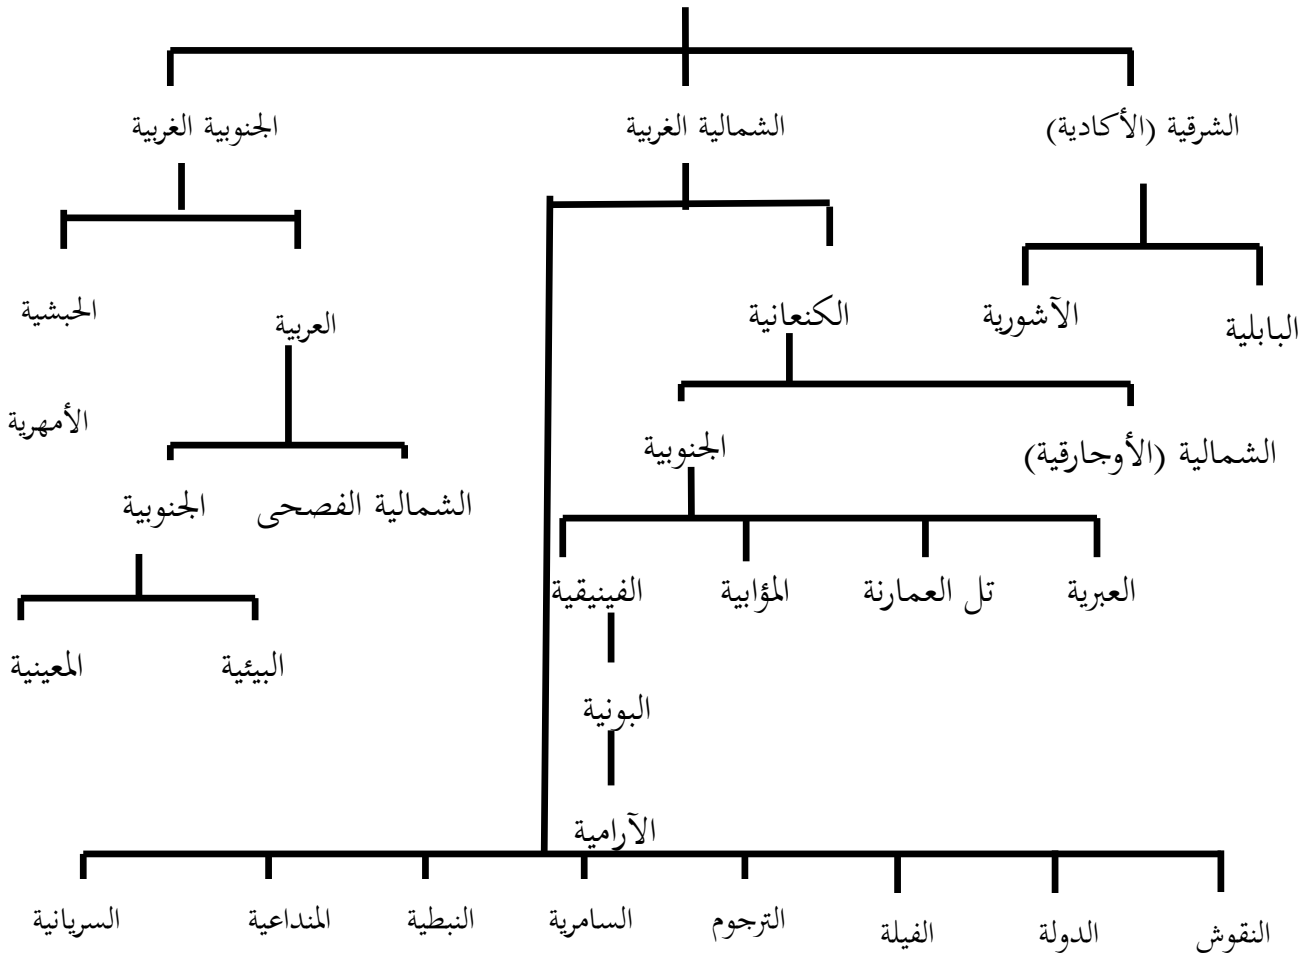 الشرقية (الأكادية) الشمالية الغربية الجنوبية الغربية
البابلية الآشورية الكنعانية العربية الحبشية
الأمهرية
الشمالية (الأوجارقية) الجنوبية
الشمالية الفصحى الجنوبية
العبرية تل العمارنة المؤابية الفينيقية
البيئية المعينية
البونية
الآرامية
النقوش الدولة الفيلة الترجوم السامرية النبطية المنداعية السريانية